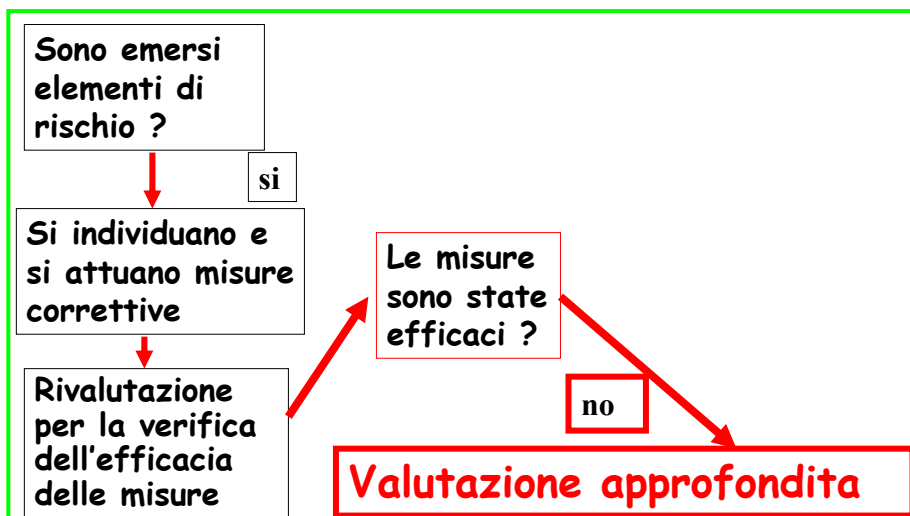 Sono emersi
elementi di
rischio ?
si
Si individuano e
si attuano misure
correttive
Rivalutazione
per la verifica
dell'efficacia
delle misure
Le misure
sono state
efficaci ?
no
Valutazione approfondita